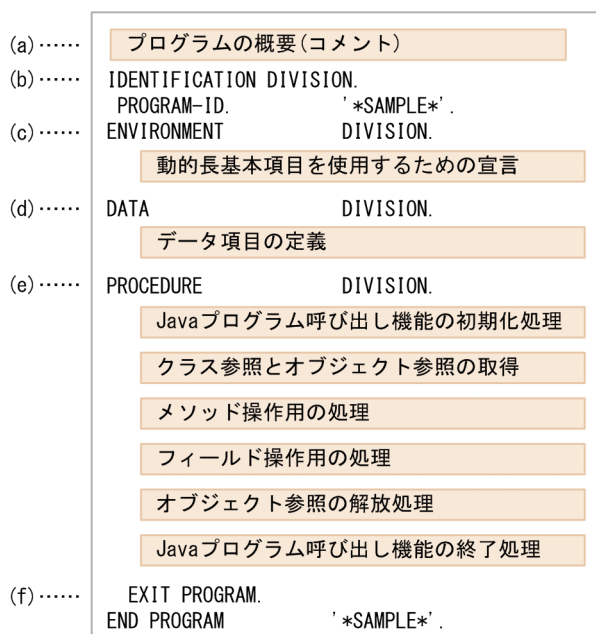 (a)…… プログラムの概要(コメント)
(b)…… IDENTIFICATION DIVISION.
PROGRAM-ID. '*SAMPLE*'.
(c)…… ENVIRONMENT DIVISION.
動的長基本項目を使用するための宣言
(d)…… DATA DIVISION.
データ項目の定義
(e)…… PROCEDURE DIVISION.
Javaプログラム呼び出し機能の初期化処理
クラス参照とオブジェクト参照の取得
メソッド操作用の処理
フィールド操作用の処理
オブジェクト参照の解放処理
Javaプログラム呼び出し機能の終了処理
(f)…… EXIT PROGRAM.
END PROGRAM '*SAMPLE*'.